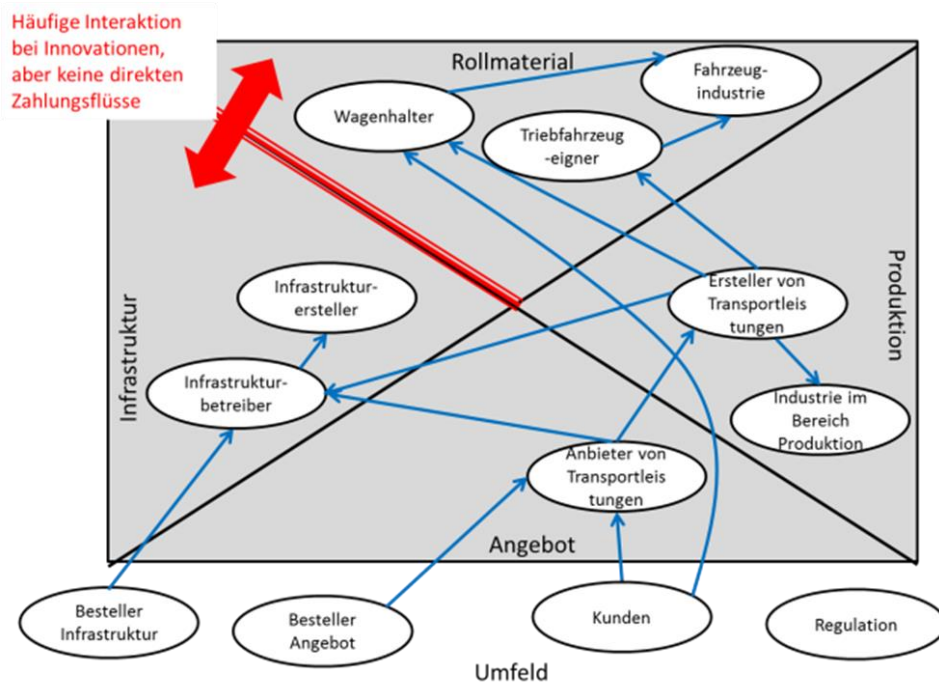 Häufige Interaktion
bei Innovationen,
aber keine direkten
Zahlungsflüsse
Rollmaterial
Fahrzeug-
industrie
Wagenhalter
Triebfahrzeug
-eigner
Infrastruktur
Produktion
Infrastruktur-
ersteller
Ersteller von
Transportleis
tungen
Infrastruktur-
betreiber
Industrie im
Bereich
Produktion
Anbieter von
Transportleis
tungen
Angebot
Besteller
Infrastruktur
Besteller
Angebot
Kunden
Regulation
Umfeld